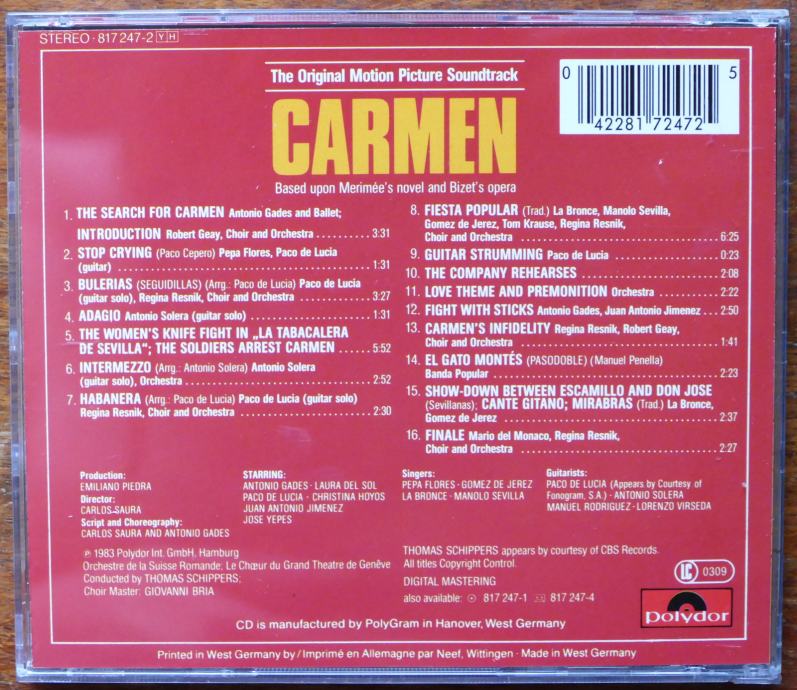 STEREO · 817 247-2 Y H
The Original Motion Picture Soundtrack
CARMEN
Based upon Merimée's novel and Bizet's opera
0 42281 72472 5
1. THE SEARCH FOR CARMEN Antonio Gades and Ballet;
INTRODUCTION Robert Geay, Choir and Orchestra .......... 3:31
2. STOP CRYING (Paco Cepero) Pepa Flores, Paco de Lucia
(guitar) .......... 1:31
3. BULERIAS (SEGUIDILLAS) (Arrg.: Paco de Lucia) Paco de Lucia
(guitar solo), Regina Resnik, Choir and Orchestra .......... 3:27
4. ADAGIO Antonio Solera (guitar solo) .......... 1:31
5. THE WOMEN'S KNIFE FIGHT IN „LA TABACALERA
DE SEVILLA“; THE SOLDIERS ARREST CARMEN ...... 5:52
6. INTERMEZZO (Arrg.: Antonio Solera) Antonio Solera
(guitar solo), Orchestra .......... 2:52
7. HABANERA (Arrg.: Paco de Lucia) Paco de Lucia (guitar solo)
Regina Resnik, Choir and Orchestra .......... 2:30
8. FIESTA POPULAR (Trad.) La Bronce, Manolo Sevilla,
Gomez de Jerez, Tom Krause, Regina Resnik,
Choir and Orchestra .......... 6:25
9. GUITAR STRUMMING Paco de Lucia .......... 0:23
10. THE COMPANY REHEARSES .......... 2:08
11. LOVE THEME AND PREMONITION Orchestra .......... 2:22
12. FIGHT WITH STICKS Antonio Gades, Juan Antonio Jimenez ... 2:50
13. CARMEN'S INFIDELITY Regina Resnik, Robert Geay,
Choir and Orchestra .......... 1:41
14. EL GATO MONTÉS (PASODOBLE) (Manuel Penella)
Banda Popular .......... 2:23
15. SHOW-DOWN BETWEEN ESCAMILLO AND DON JOSE
(Sevillanas); CANTE GITANO; MIRABRAS (Trad.) La Bronce,
Gomez de Jerez .......... 2:37
16. FINALE Mario del Monaco, Regina Resnik,
Choir and Orchestra .......... 2:27
Production:
EMILIANO PIEDRA
Director:
CARLOS SAURA
Script and Choreography:
CARLOS SAURA AND ANTONIO GADES
STARRING:
ANTONIO GADES · LAURA DEL SOL
PACO DE LUCIA · CHRISTINA HOYOS
JUAN ANTONIO JIMENEZ
JOSE YEPES
Singers:
PEPA FLORES · GOMEZ DE JEREZ
LA BRONCE · MANOLO SEVILLA
Guitarists:
PACO DE LUCIA (Appears by Courtesy of
Fonogram, S.A.) · ANTONIO SOLERA
MANUEL RODRIGUEZ · LORENZO VIRSEDA
℗ 1983 Polydor Int. GmbH, Hamburg
Orchestre de la Suisse Romande; Le Chœur du Grand Theatre de Genêve
Conducted by THOMAS SCHIPPERS;
Choir Master: GIOVANNI BRIA
THOMAS SCHIPPERS appears by courtesy of CBS Records.
All titles Copyright Control.
DIGITAL MASTERING
also available: 817 247-1 817 247-4
LC 0309
polydor
CD is manufactured by PolyGram in Hanover, West Germany
Printed in West Germany by/Imprimé en Allemagne par Neef, Wittingen · Made in West Germany